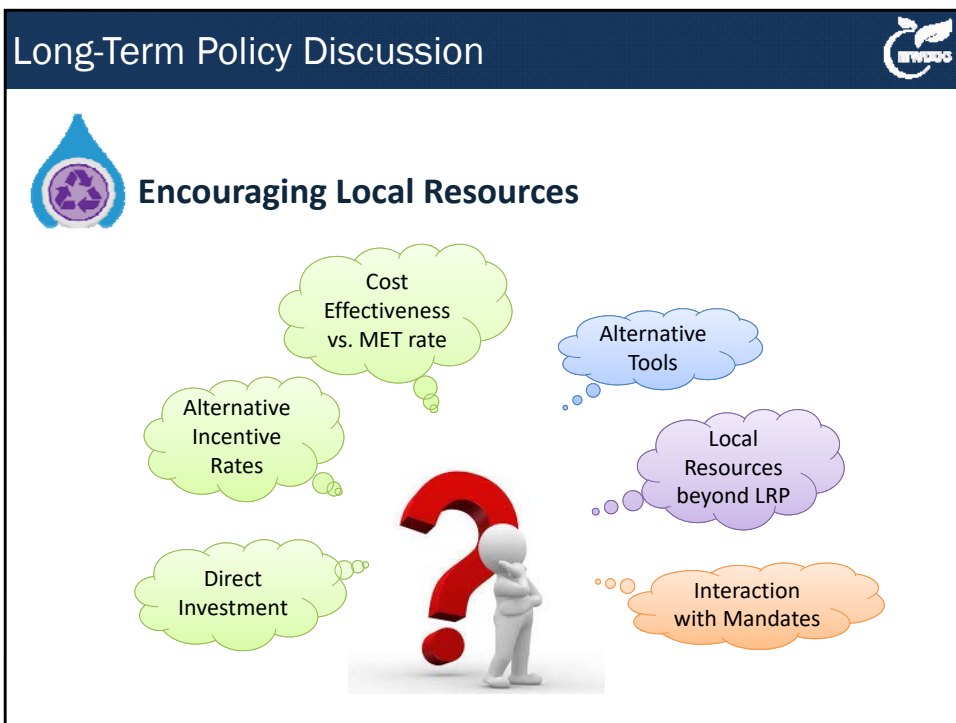 Long-Term Policy Discussion
MWDOC
Encouraging Local Resources
Cost
Effectiveness
vs. MET rate
Alternative
Tools
Alternative
Incentive
Rates
Local
Resources
beyond LRP
Direct
Investment
Interaction
with Mandates